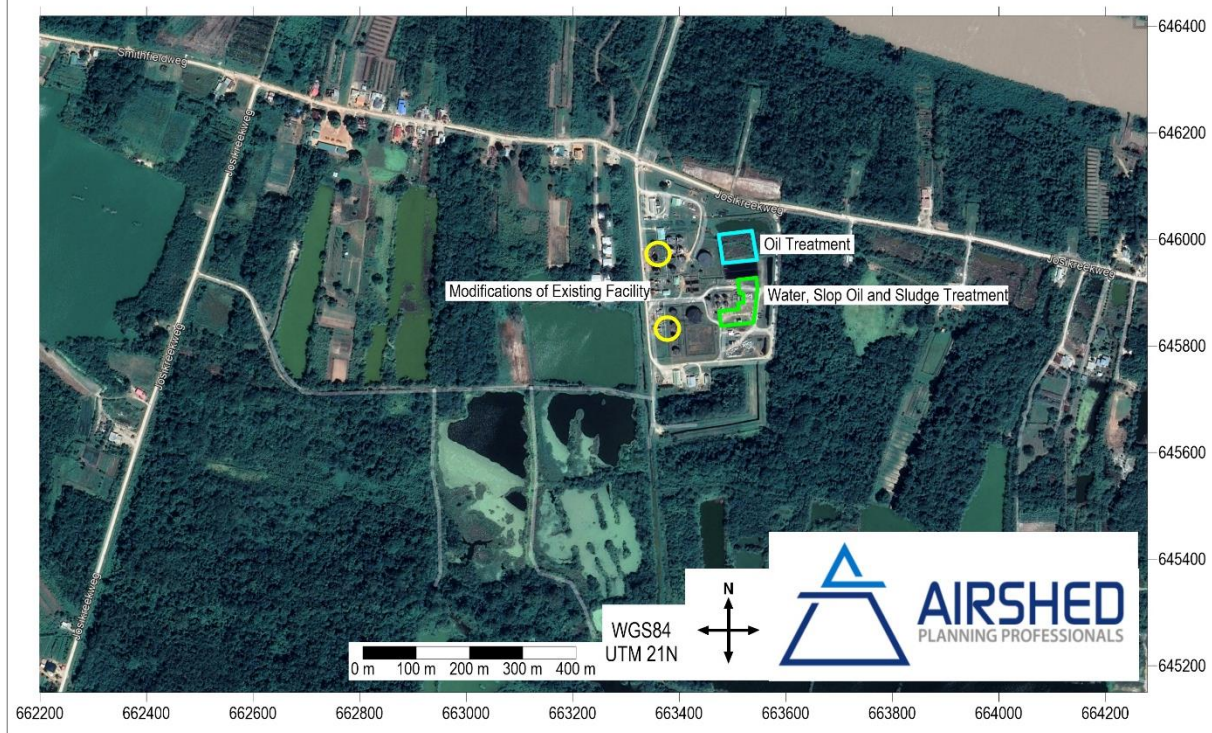 646400
Smithfieldweg
646200
Josikreekweg
Josikreekweg
646000
Oil Treatment
Josikreekweg
Modifications of Existing Facility
Water, Slop Oil and Sludge Treatment
645800
Josikreekweg
645600
645400
N
AIRSHED
PLANNING PROFESSIONALS
WGS84
UTM 21N
Josikreekweg
0 m 100 m 200 m 300 m 400 m
645200
662200 662400 662600 662800 663000 663200 663400 663600 663800 664000 664200